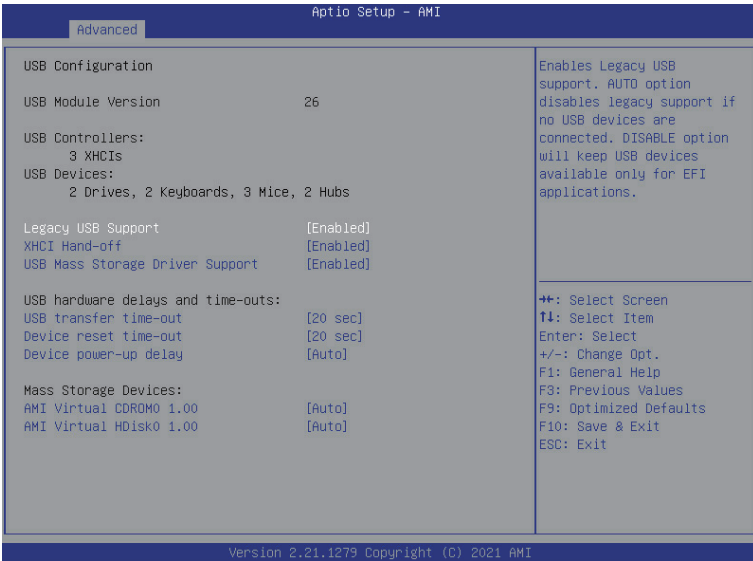 Aptio Setup - AMI
Advanced
USB Configuration
USB Module Version 26
USB Controllers:
3 XHCIs
USB Devices:
2 Drives, 2 Keyboards, 3 Mice, 2 Hubs
Legacy USB Support [Enabled]
XHCI Hand-off [Enabled]
USB Mass Storage Driver Support [Enabled]
USB hardware delays and time-outs:
USB transfer time-out [20 sec]
Device reset time-out [20 sec]
Device power-up delay [Auto]
Mass Storage Devices:
AMI Virtual CDROM0 1.00 [Auto]
AMI Virtual HDisk0 1.00 [Auto]
Enables Legacy USB
support. AUTO option
disables legacy support if
no USB devices are
connected. DISABLE option
will keep USB devices
available only for EFI
applications.
→←: Select Screen
↑↓: Select Item
Enter: Select
+/-: Change Opt.
F1: General Help
F3: Previous Values
F9: Optimized Defaults
F10: Save & Exit
ESC: Exit
Version 2.21.1279 Copyright (C) 2021 AMI